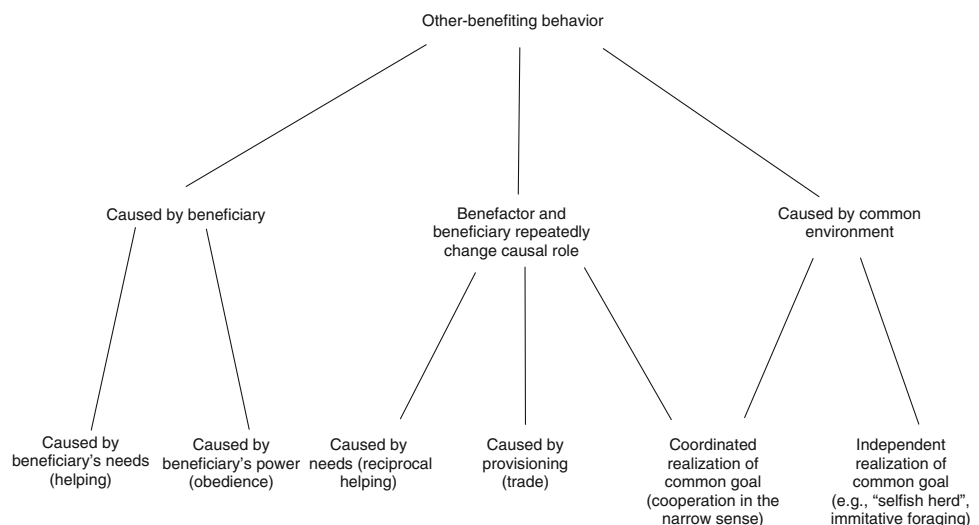 Other-benefiting behavior
Caused by beneficiary
Benefactor and
beneficiary repeatedly
change causal role
Caused by common
environment
Caused by
beneficiary's needs
(helping)
Caused by
beneficiary's power
(obedience)
Caused by
needs (reciprocal
helping)
Caused by
provisioning
(trade)
Coordinated
realization of
common goal
(cooperation in the
narrow sense)
Independent
realization of
common goal
(e.g., “selfish herd”,
immitative foraging)